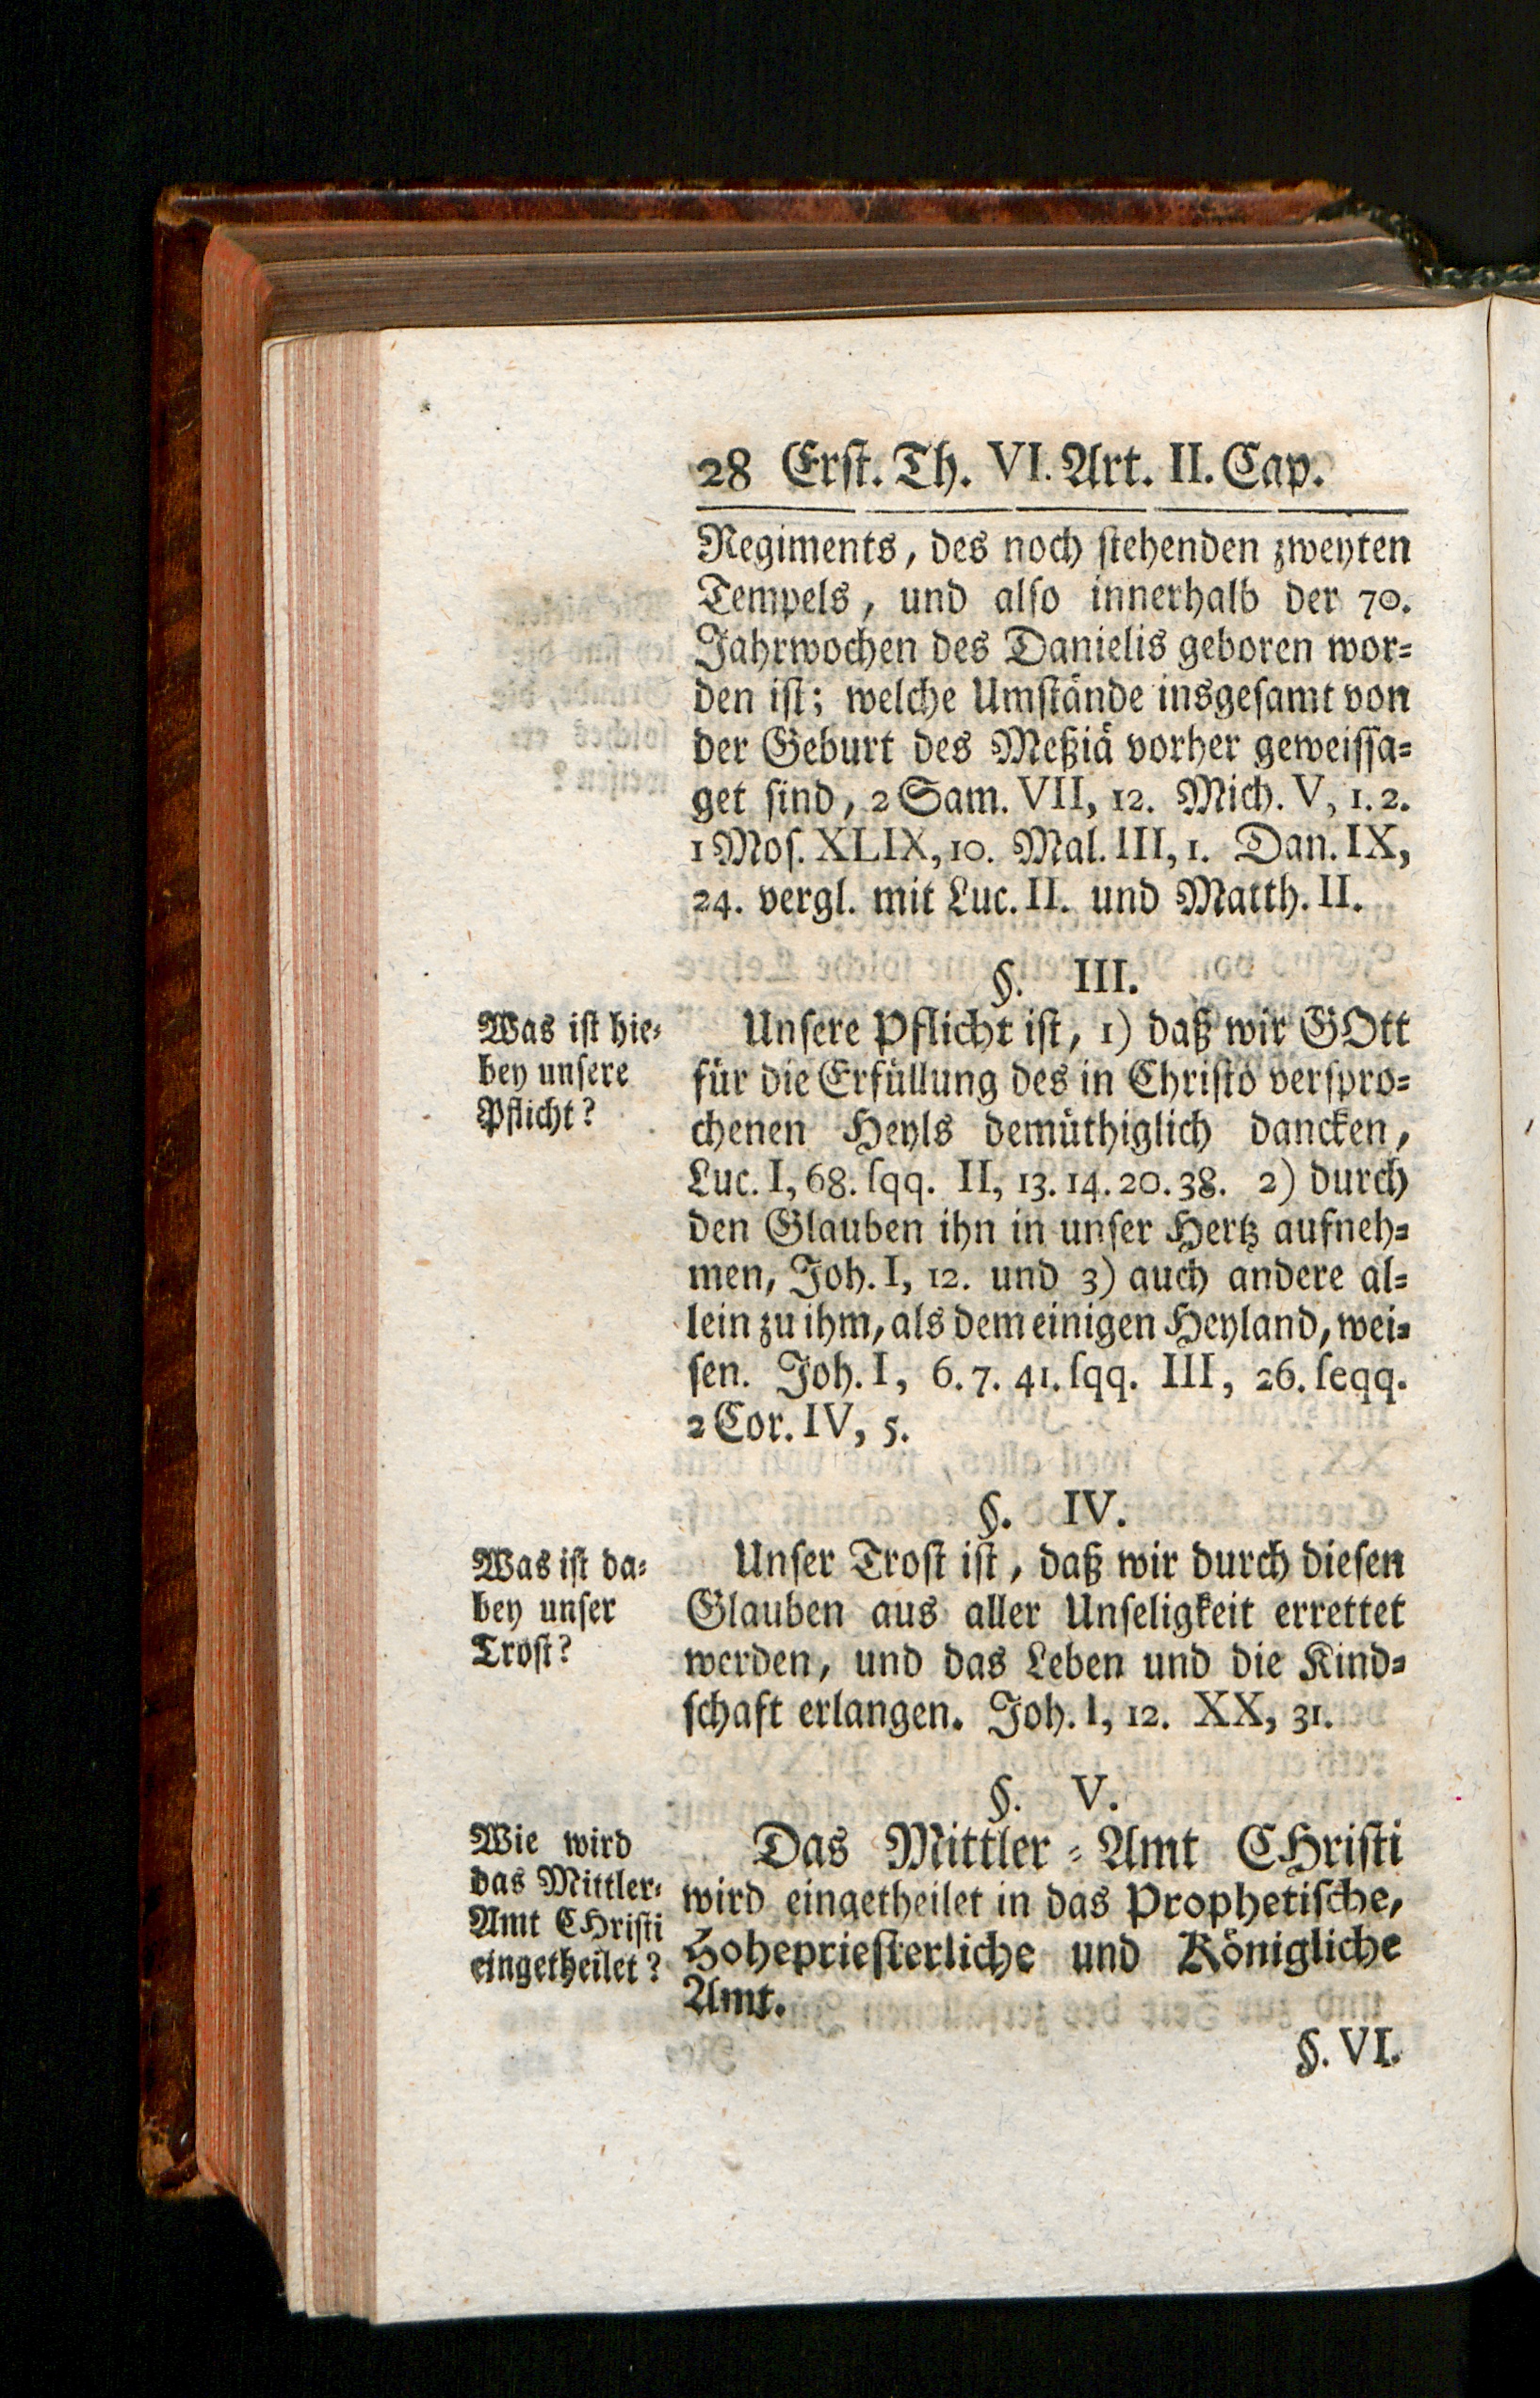 28 Erst. Th. VI. Art. II. Cap.
Regiments, des noch stehenden zweyten
Tempels, und also innerhalb der 70.
Jahrwochen des Danielis geboren wor=
den ist; welche Umstände insgesamt von
der Geburt des Meßiä vorher geweissa=
get sind, 2 Sam. VII, 12. Mich. V, 1. 2.
1 Mos. XLIX, 10. Mal. III, 1. Dan. IX,
24. vergl. mit Luc. II. und Matth. II.
§. III.
Was ist hie=
bey unsere
Pflicht?
Unsere Pflicht ist, 1) daß wir GOtt
für die Erfüllung des in Christo verspro=
chenen Heyls demüthiglich dancken,
Luc. I, 68. sqq. II, 13. 14. 20. 38. 2) durch
den Glauben ihn in unser Hertz aufneh=
men, Joh. I, 12. und 3) auch andere al=
lein zu ihm, als dem einigen Heyland, wei=
sen. Joh. I, 6. 7. 41. sqq. III, 26. seqq.
2 Cor. IV, 5.
§. IV.
Was ist da=
bey unser
Trost?
Unser Trost ist, daß wir durch diesen
Glauben aus aller Unseligkeit errettet
werden, und das Leben und die Kind=
schaft erlangen. Joh. I, 12. XX, 31.
§. V.
Wie wird
das Mittler=
Amt CHristi
eingetheilet?
Das Mittler=Amt CHristi
wird eingetheilet in das Prophetische,
Hohepriesterliche und Königliche
Amt.
§. VI.